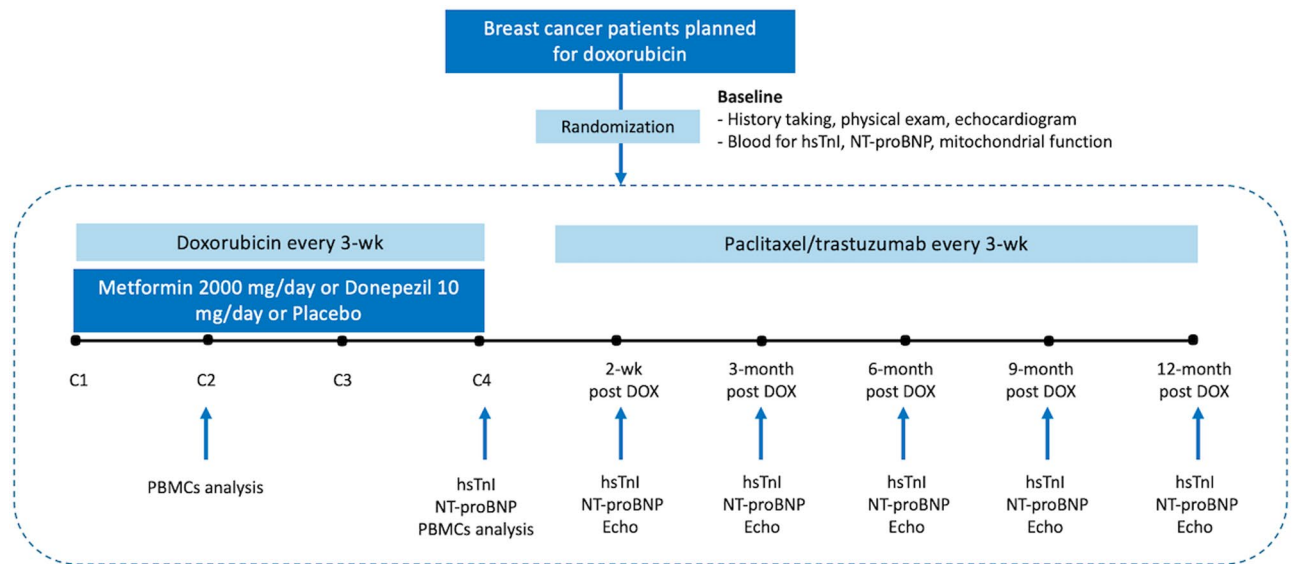 Breast cancer patients planned
for doxorubicin
Randomization
Baseline
- History taking, physical exam, echocardiogram
- Blood for hsTnI, NT-proBNP, mitochondrial function
Doxorubicin every 3-wk
Paclitaxel/trastuzumab every 3-wk
Metformin 2000 mg/day or Donepezil 10
mg/day or Placebo
C1
C2
C3
C4
2-wk
post DOX
3-month
post DOX
6-month
post DOX
9-month
post DOX
12-month
post DOX
PBMCs analysis
hsTnI
NT-proBNP
PBMCs analysis
hsTnI
NT-proBNP
Echo
hsTnI
NT-proBNP
Echo
hsTnI
NT-proBNP
Echo
hsTnI
NT-proBNP
Echo
hsTnI
NT-proBNP
Echo